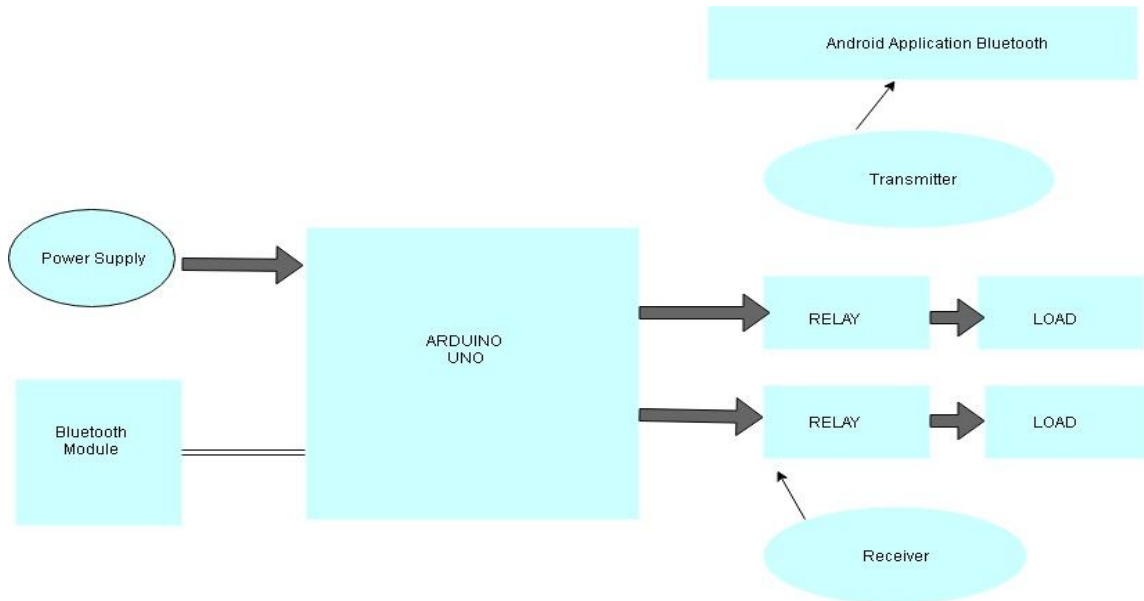 Android Application Bluetooth
Transmitter
Power Supply
ARDUINO
UNO
RELAY
LOAD
Bluetooth
Module
RELAY
LOAD
Receiver